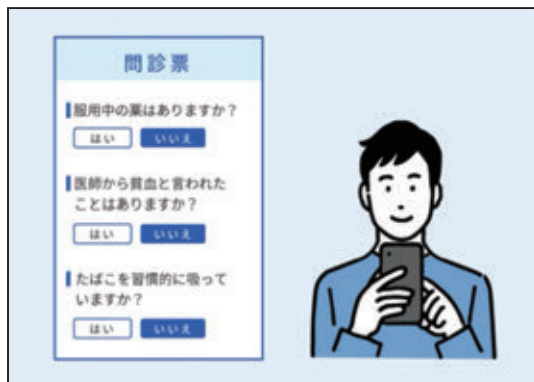 問診票
服用中の薬はありますか？
はい いいえ
医師から貧血と言われた
ことはありますか？
はい いいえ
たばこを習慣的に吸って
いますか？
はい いいえ